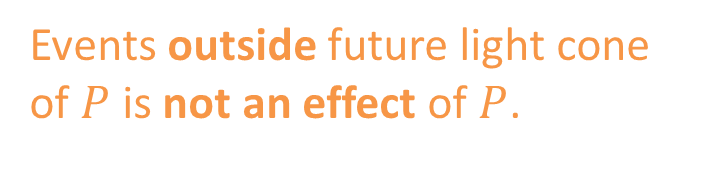 Events outside future light cone
of P is not an effect of P.